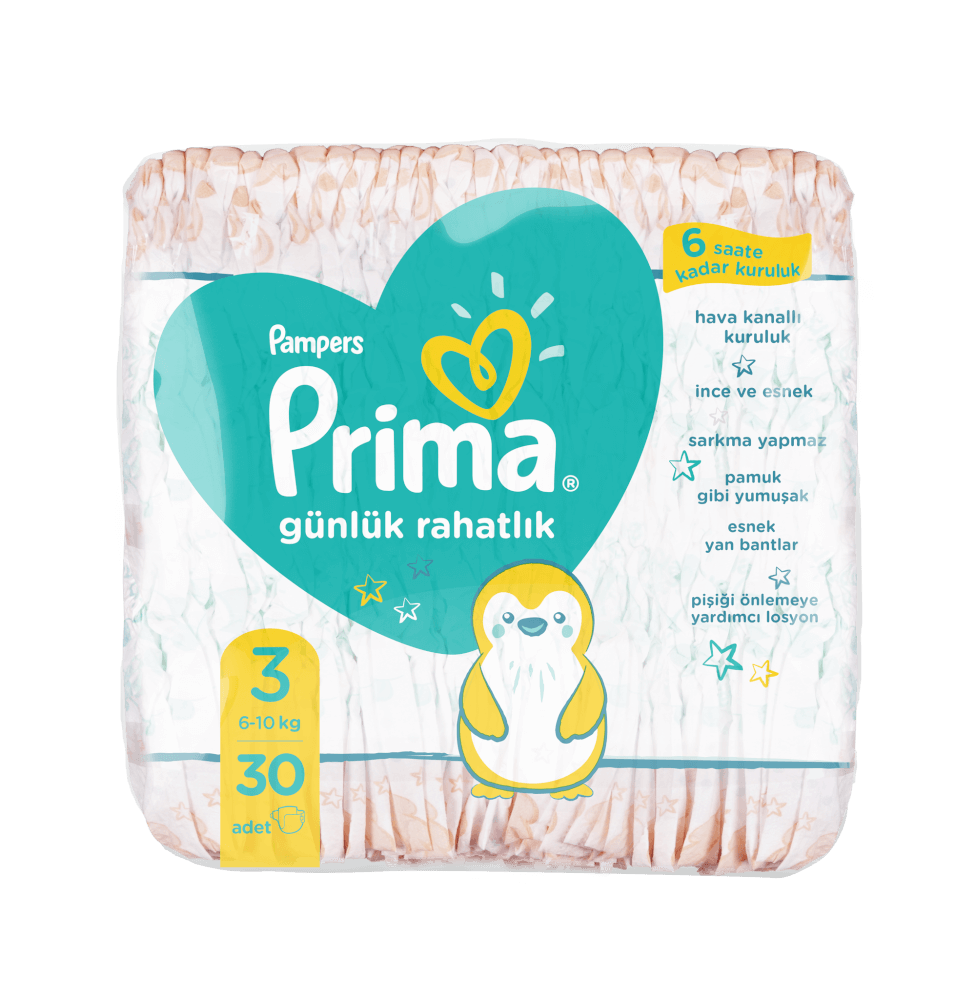 Pampers
Prima®
günlük rahatlık
6 saate
kadar kuruluk
hava kanallı
kuruluk
ince ve esnek
sarkma yapmaz
pamuk
gibi yumuşak
esnek
yan bantlar
pişiği önlemeye
yardımcı losyon
3
6-10 kg
30
adet